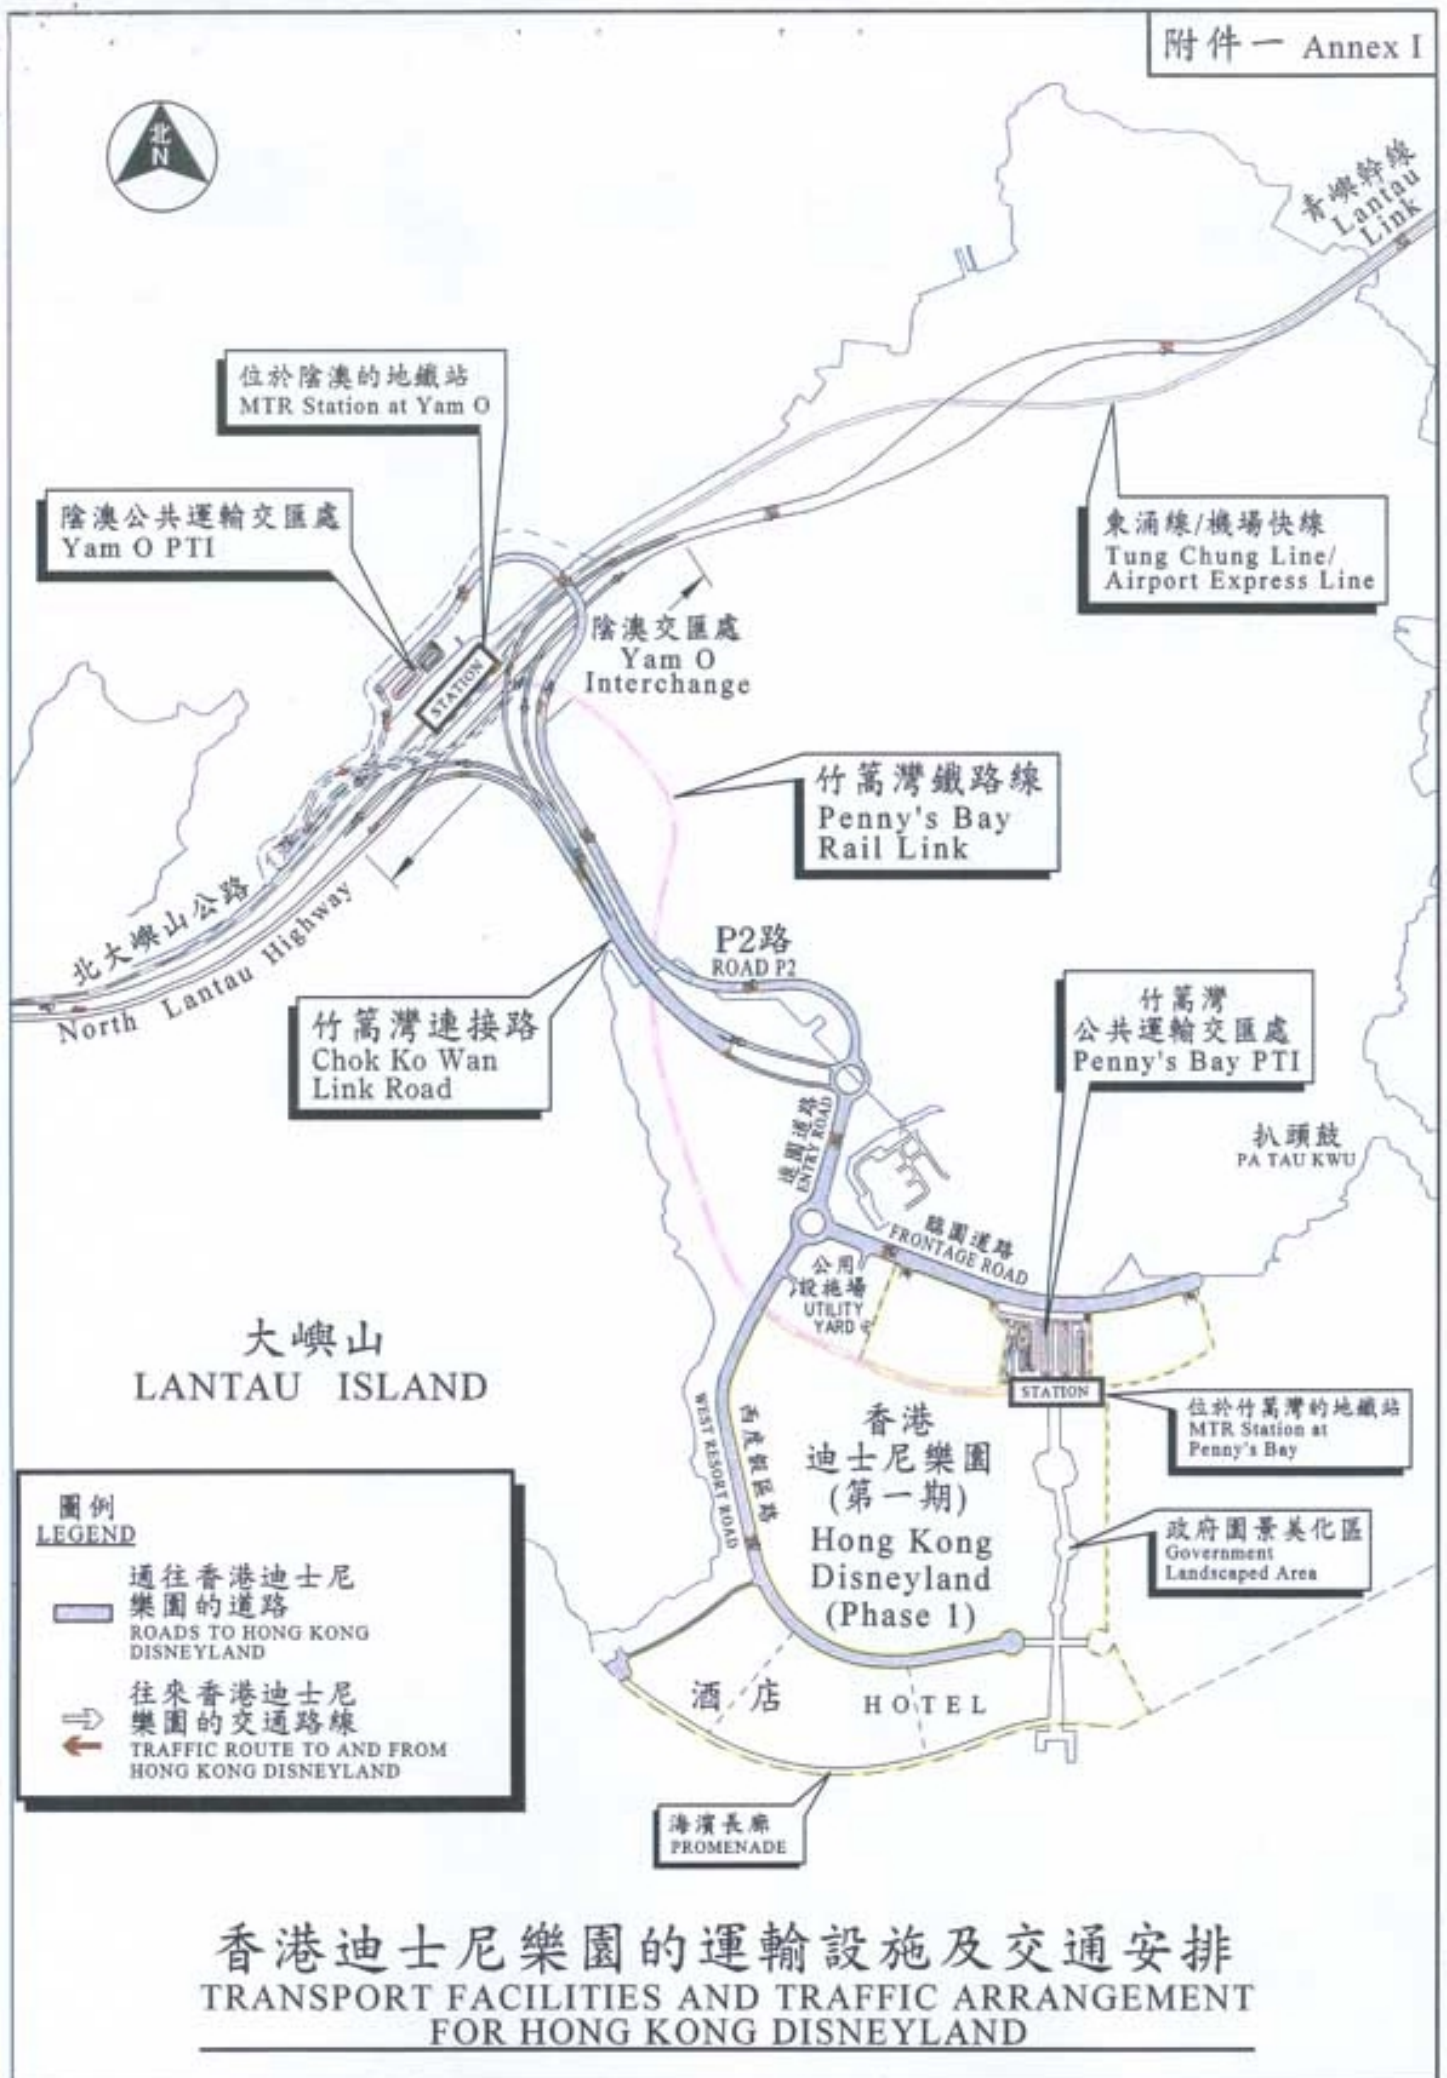 附件一 Annex I
北
N
青嶼幹線
Lantau
Link
位於陰澳的地鐵站
MTR Station at Yam O
陰澳公共運輸交匯處
Yam O PTI
東涌線/機場快線
Tung Chung Line/
Airport Express Line
陰澳交匯處
Yam O
Interchange
STATION
竹篙灣鐵路線
Penny's Bay
Rail Link
北大嶼山公路
North Lantau Highway
P2路
ROAD P2
竹篙灣連接路
Chok Ko Wan
Link Road
竹篙灣
公共運輸交匯處
Penny's Bay PTI
進園道路
ENTRY ROAD
扒頭鼓
PA TAU KWU
臨園道路
FRONTAGE ROAD
公用
設施場
UTILITY
YARD
大嶼山
LANTAU ISLAND
STATION
位於竹篙灣的地鐵站
MTR Station at
Penny's Bay
西度假區路
WEST RESORT ROAD
香港
迪士尼樂園
(第一期)
Hong Kong
Disneyland
(Phase 1)
政府園景美化區
Government
Landscaped Area
圖例
LEGEND
通往香港迪士尼
樂園的道路
ROADS TO HONG KONG
DISNEYLAND
往來香港迪士尼
樂園的交通路線
TRAFFIC ROUTE TO AND FROM
HONG KONG DISNEYLAND
酒店
HOTEL
海濱長廊
PROMENADE
香港迪士尼樂園的運輸設施及交通安排
TRANSPORT FACILITIES AND TRAFFIC ARRANGEMENT
FOR HONG KONG DISNEYLAND